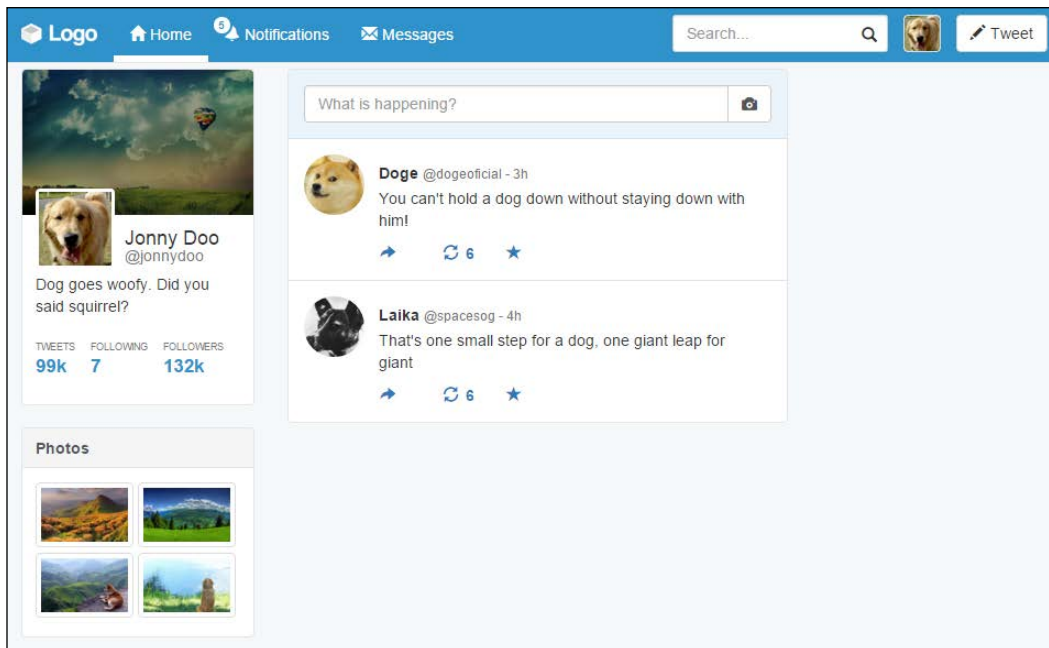 Logo Home 5 Notifications Messages Search... Tweet
Jonny Doo
@jonnydoo
Dog goes woofy. Did you
said squirrel?
TWEETS FOLLOWING FOLLOWERS
99k 7 132k
Photos
What is happening?
Doge @dogeoficial - 3h
You can't hold a dog down without staying down with
him!
6
Laika @spacesog - 4h
That's one small step for a dog, one giant leap for
giant
6